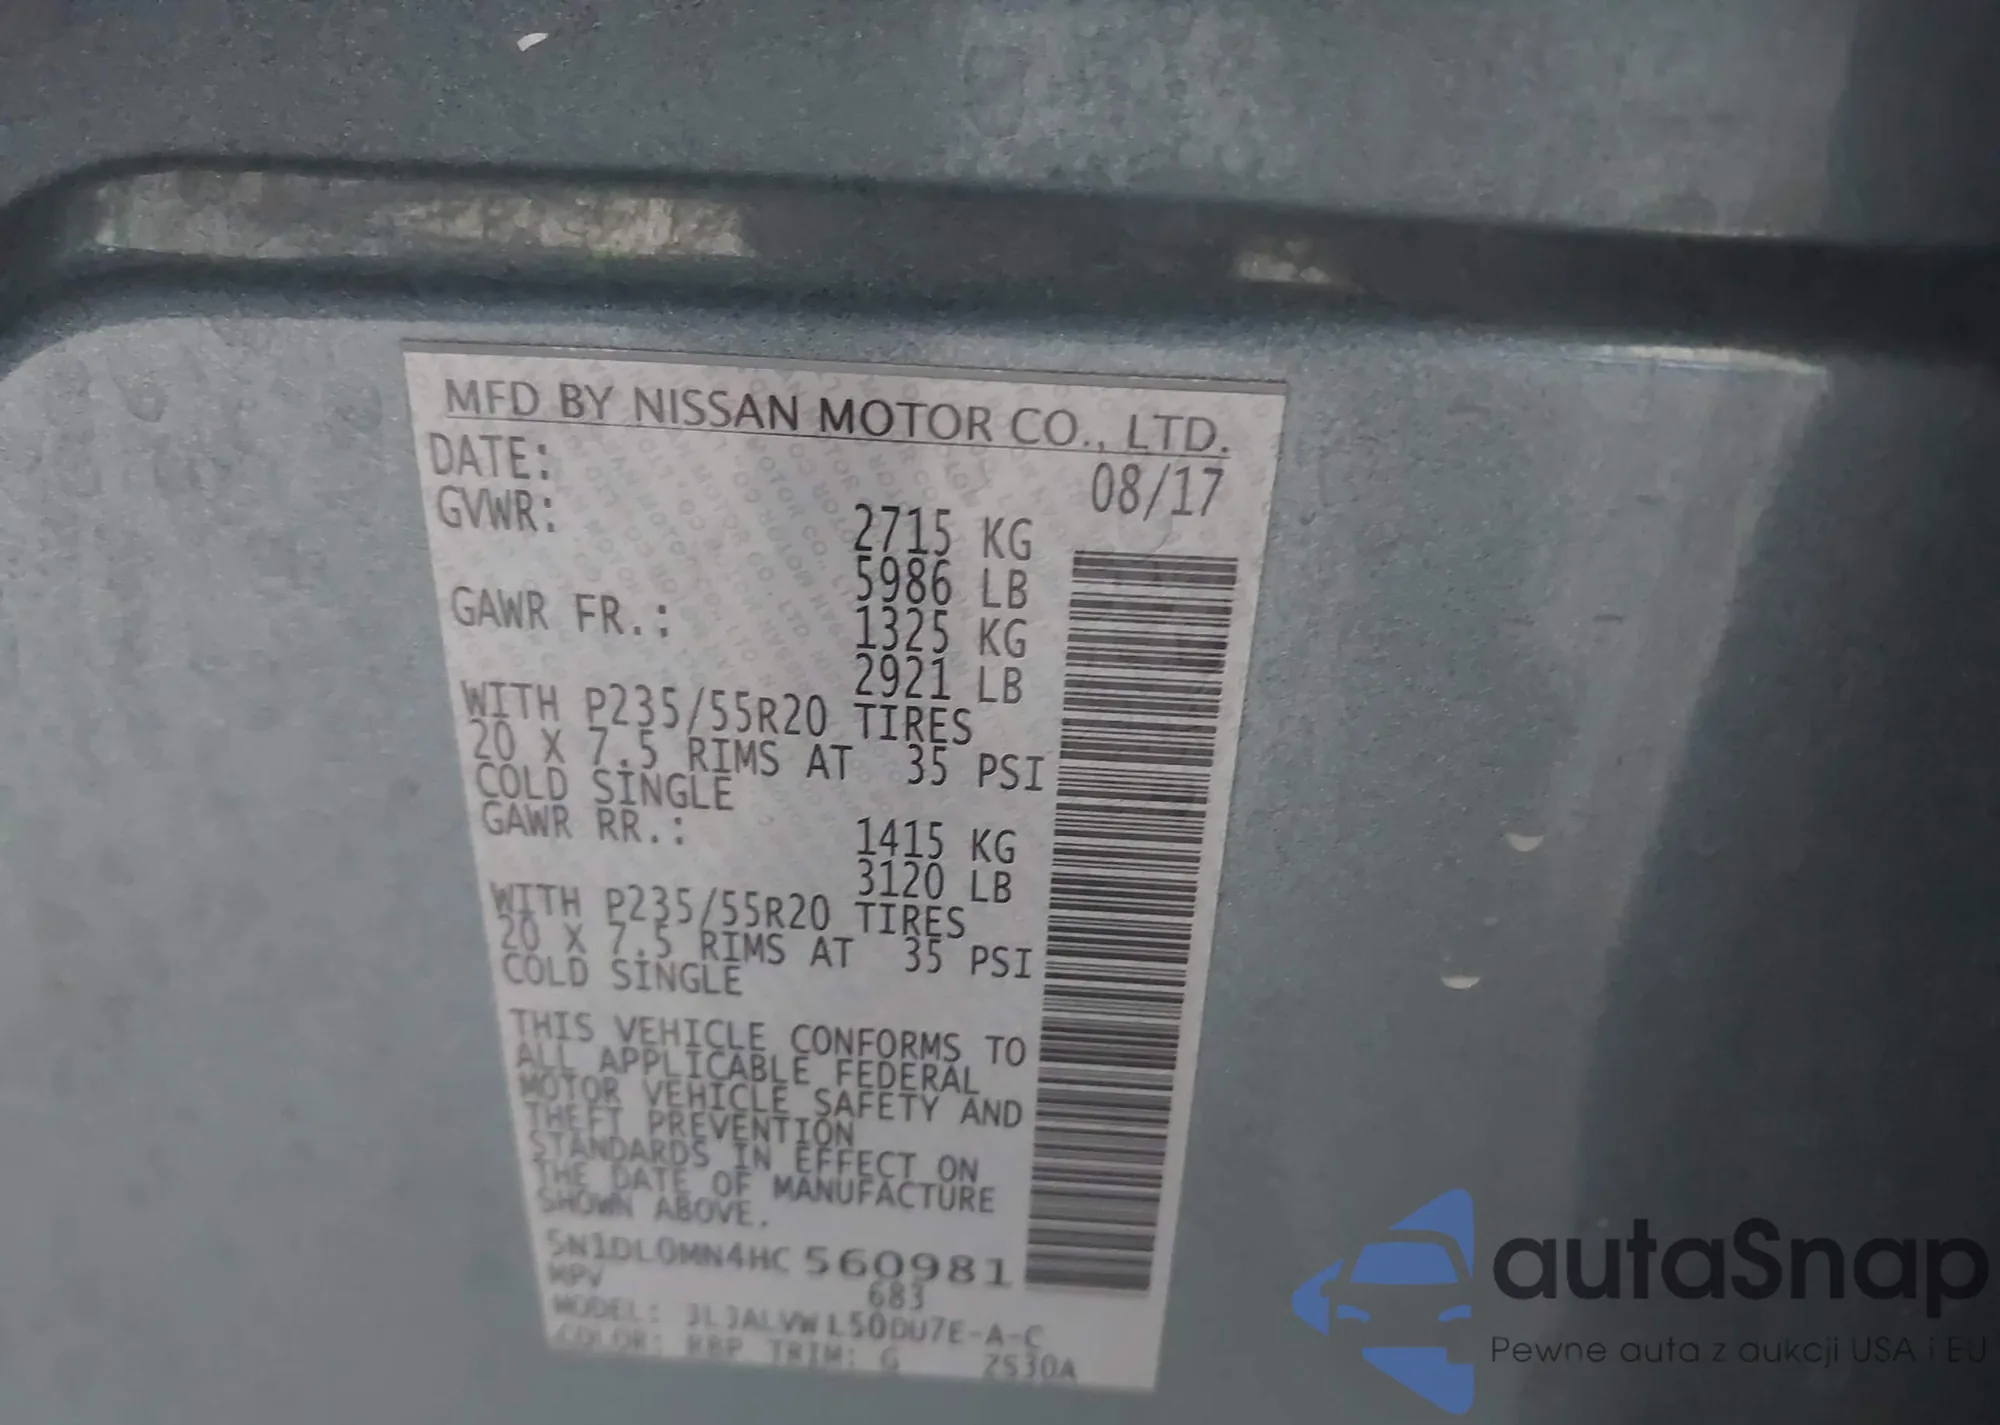 MFD BY NISSAN MOTOR CO., LTD.
DATE: 08/17
GVWR: 2715 KG
5986 LB
GAWR FR.: 1325 KG
2921 LB
WITH P235/55R20 TIRES
20 X 7.5 RIMS AT 35 PSI
COLD SINGLE
GAWR RR.: 1415 KG
3120 LB
WITH P235/55R20 TIRES
20 X 7.5 RIMS AT 35 PSI
COLD SINGLE
THIS VEHICLE CONFORMS TO
ALL APPLICABLE FEDERAL
MOTOR VEHICLE SAFETY AND
THEFT PREVENTION
STANDARDS IN EFFECT ON
THE DATE OF MANUFACTURE
SHOWN ABOVE.
5N1DL0MN4HC 560981
MPV 683
MODEL: JLJALVW L50DU7E-A-C
COLOR: RBP TRIM: G ZS30A
autaSnap
Pewne auta z aukcji USA i EU